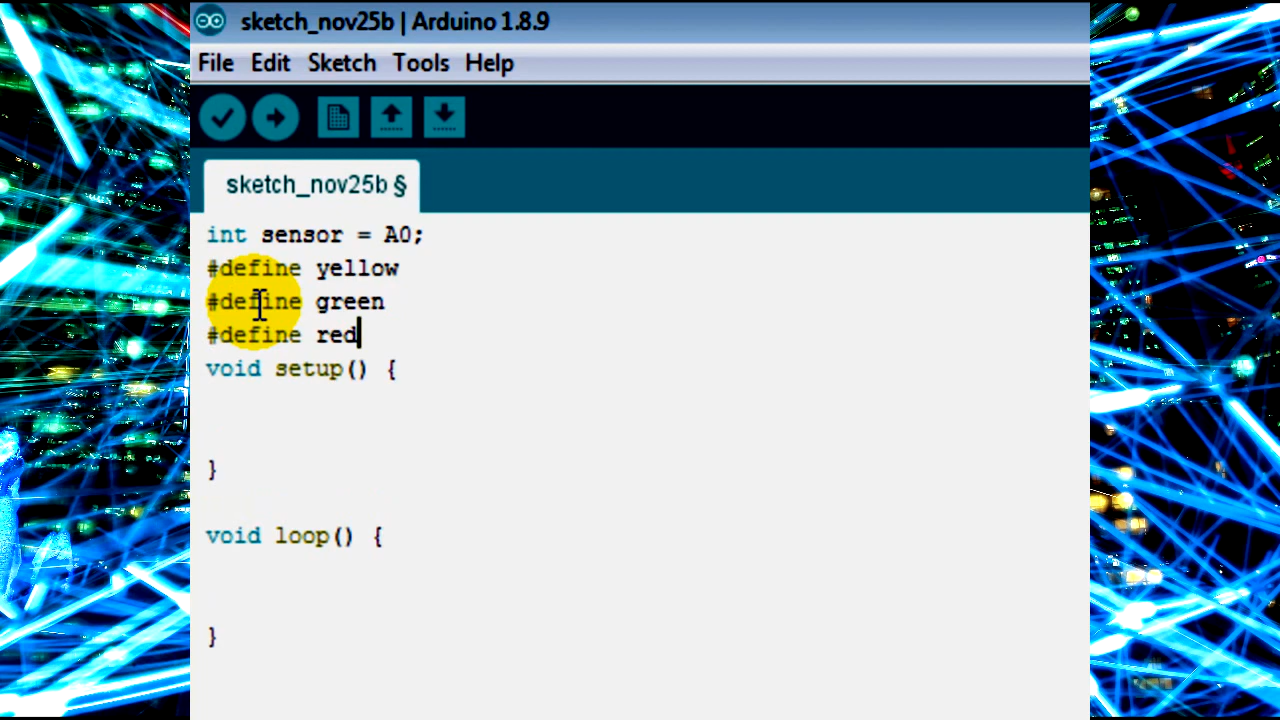 sketch_nov25b | Arduino 1.8.9
File Edit Sketch Tools Help
sketch_nov25b §
int sensor = A0;
#define yellow
#define green
#define red
void setup() {
}
void loop() {
}